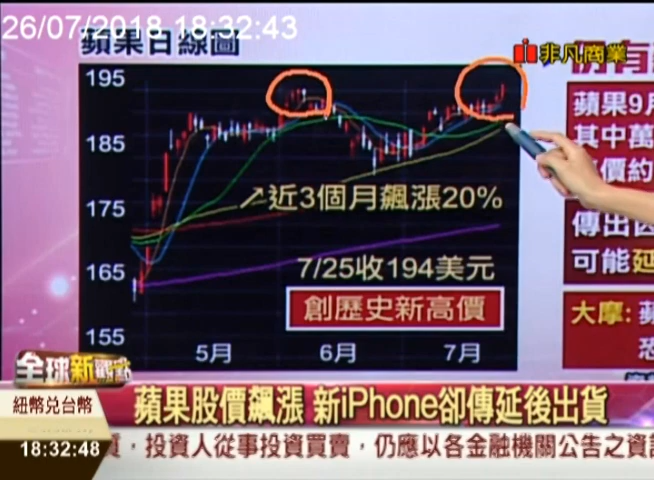 26/07/2018 18:32:43
蘋果日線圖
非凡商業
195
185
175
165
155
↗近3個月飆漲20%
7/25收194美元
創歷史新高價
5月
6月
7月
蘋果9月
其中萬
價約
傳出因
可能延
大摩:蘋
全球新觀點
蘋果股價飆漲 新iPhone卻傳延後出貨
紐幣兌台幣
18:32:48
,投資人從事投資買賣,仍應以各金融機關公告之資訊